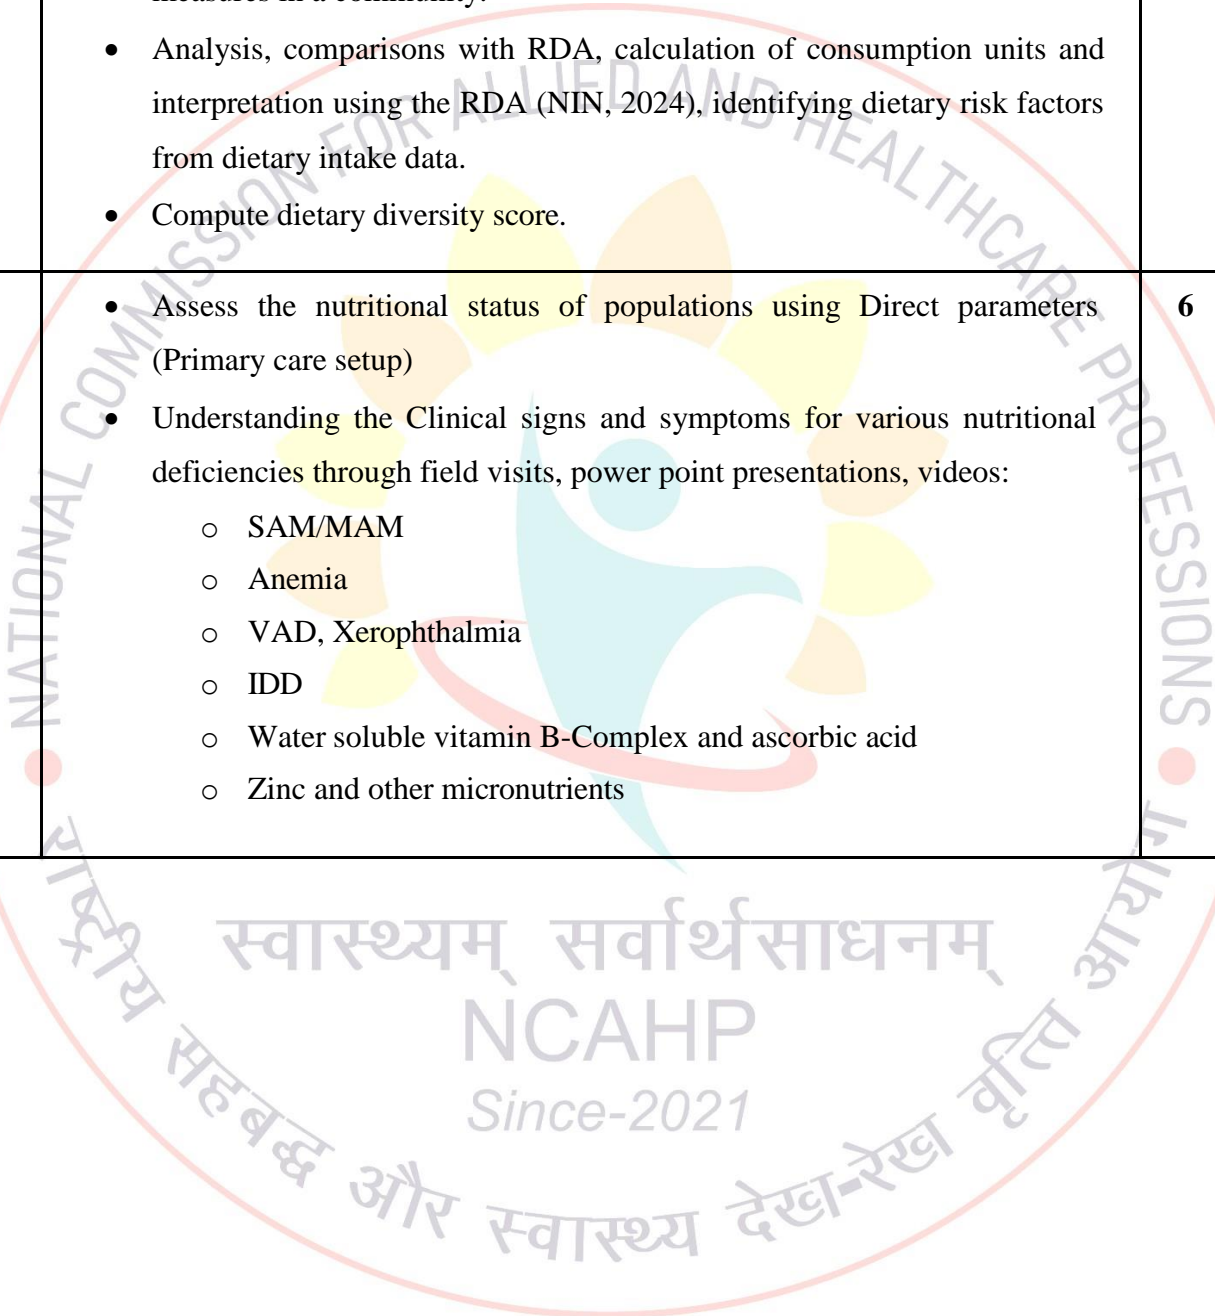 measures in a community.
• Analysis, comparisons with RDA, calculation of consumption units and
interpretation using the RDA (NIN, 2024), identifying dietary risk factors
from dietary intake data.
• Compute dietary diversity score.
• Assess the nutritional status of populations using Direct parameters 6
(Primary care setup)
• Understanding the Clinical signs and symptoms for various nutritional
deficiencies through field visits, power point presentations, videos:
o SAM/MAM
o Anemia
o VAD, Xerophthalmia
o IDD
o Water soluble vitamin B-Complex and ascorbic acid
o Zinc and other micronutrients
NATIONAL COMMISSION FOR ALLIED AND HEALTHCARE PROFESSIONS
स्वास्थ्यम् सर्वार्थसाधनम्
NCAHP
Since-2021
राष्ट्रीय सहबद्ध और स्वास्थ्य देख-रेख वृत्ति आयोग